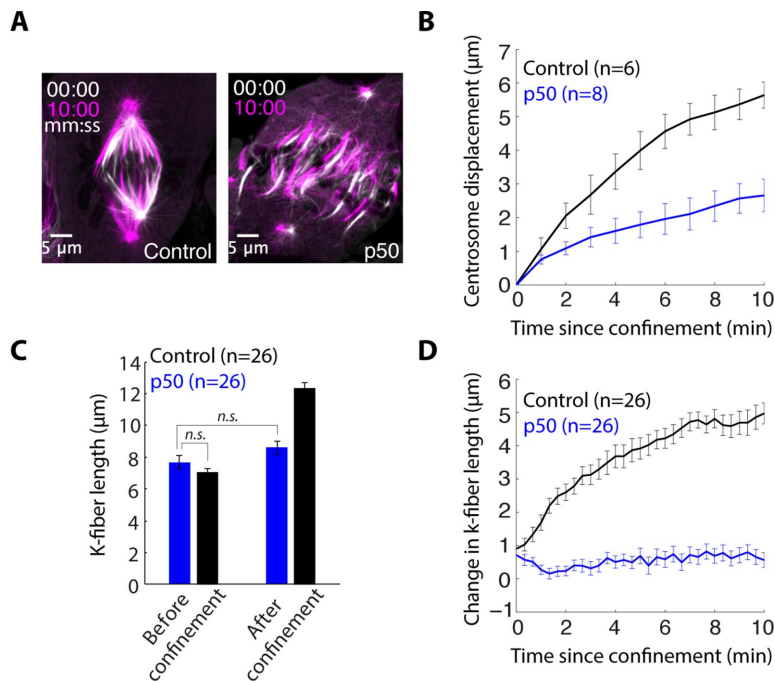 A
00:00
10:00
mm:ss
5 µm
Control
00:00
10:00
5 µm
p50
B
Centrosome displacement (µm)
7
6
5
4
3
2
1
0
Control (n=6)
p50 (n=8)
0 2 4 6 8 10
Time since confinement (min)
C
K-fiber length (µm)
14
12
10
8
6
4
2
0
Control (n=26)
p50 (n=26)
n.s.
n.s.
Before
confinement
After
confinement
D
Change in k-fiber length (µm)
6
5
4
3
2
1
0
−1
Control (n=26)
p50 (n=26)
0 2 4 6 8 10
Time since confinement (min)